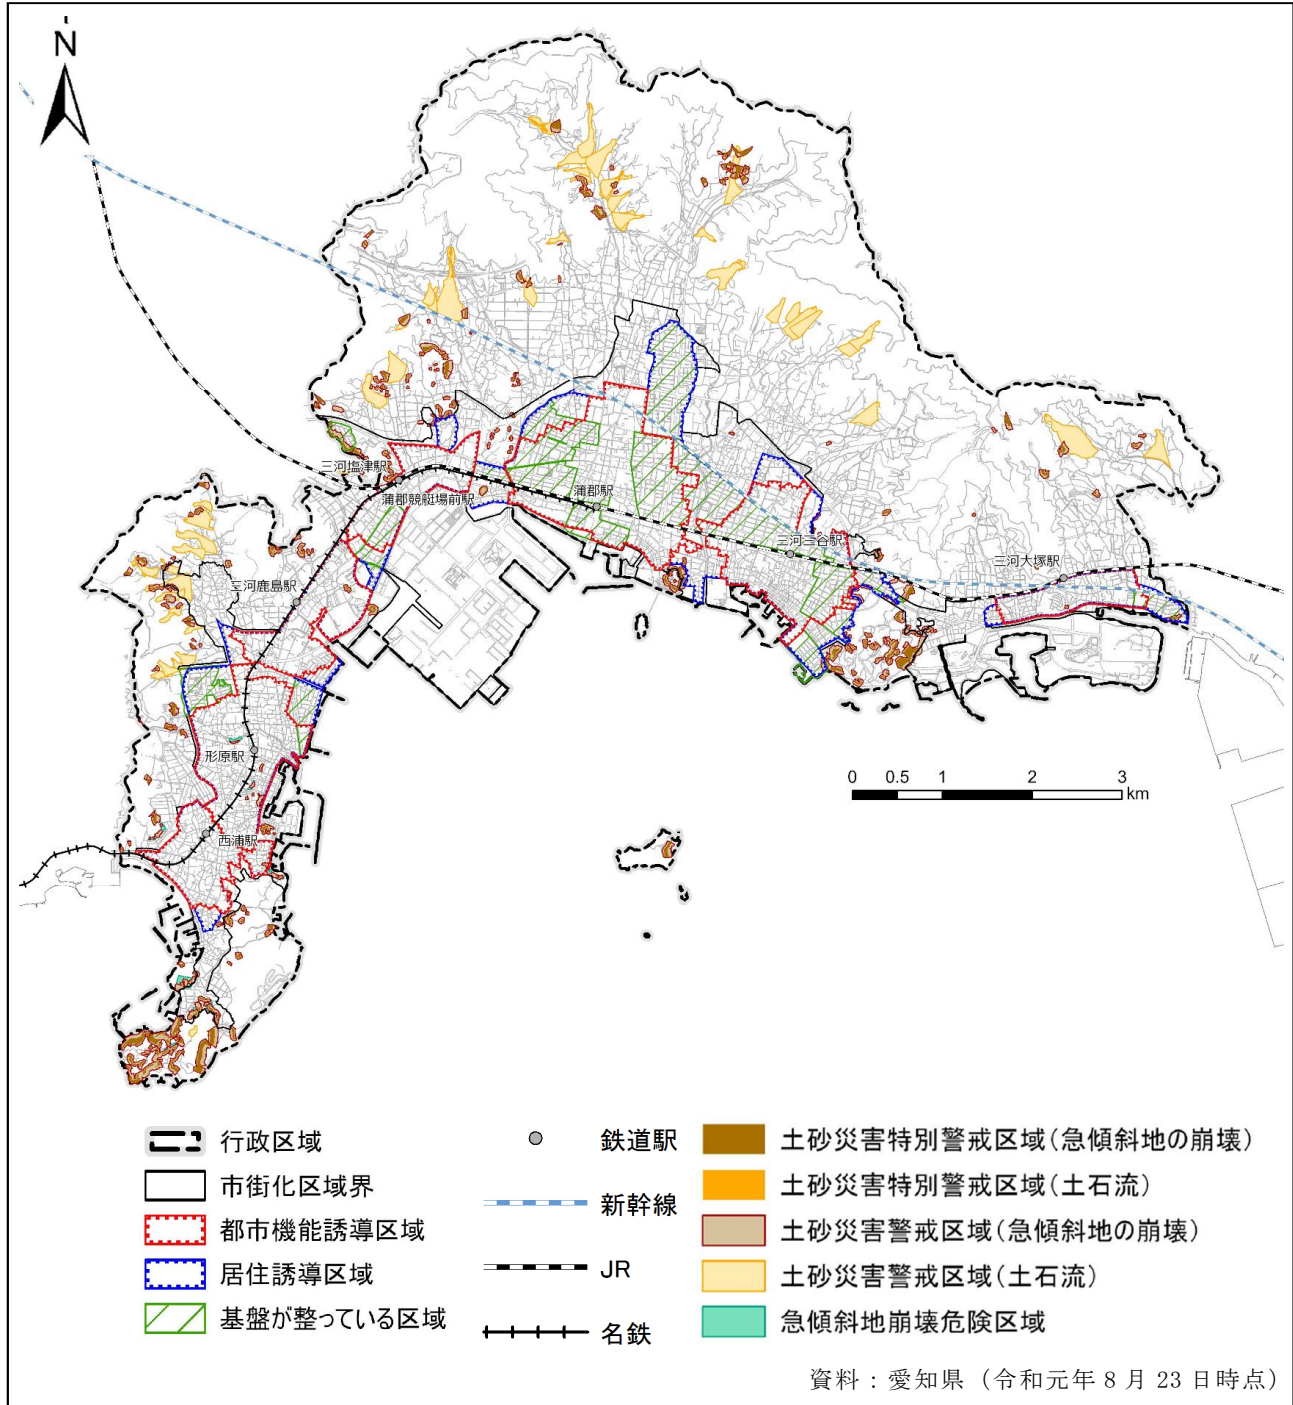 N
三河塩津駅
蒲郡競艇場前駅
蒲郡駅
三河三谷駅
三河大塚駅
三河鹿島駅
形原駅
西浦駅
0 0.5 1 2 3
km
行政区域
市街化区域界
都市機能誘導区域
居住誘導区域
基盤が整っている区域
鉄道駅
新幹線
JR
名鉄
土砂災害特別警戒区域(急傾斜地の崩壊)
土砂災害特別警戒区域(土石流)
土砂災害警戒区域(急傾斜地の崩壊)
土砂災害警戒区域(土石流)
急傾斜地崩壊危険区域
資料:愛知県(令和元年8月23日時点)